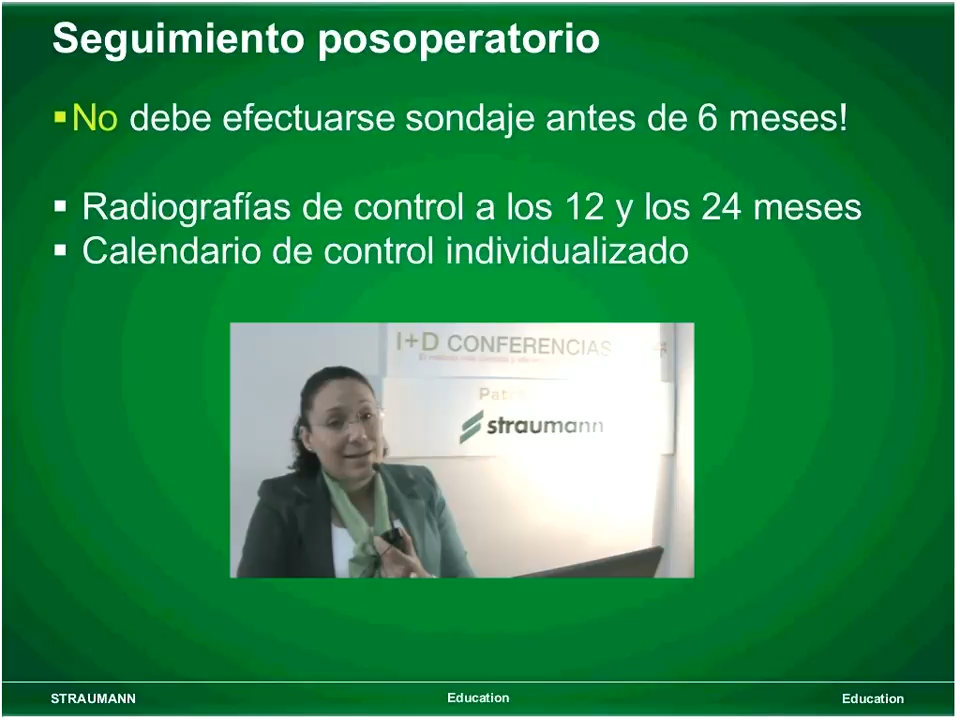 Seguimiento posoperatorio
▪No debe efectuarse sondaje antes de 6 meses!
▪ Radiografías de control a los 12 y los 24 meses
▪ Calendario de control individualizado
I+D CONFERENCIAS
straumann
STRAUMANN Education Education